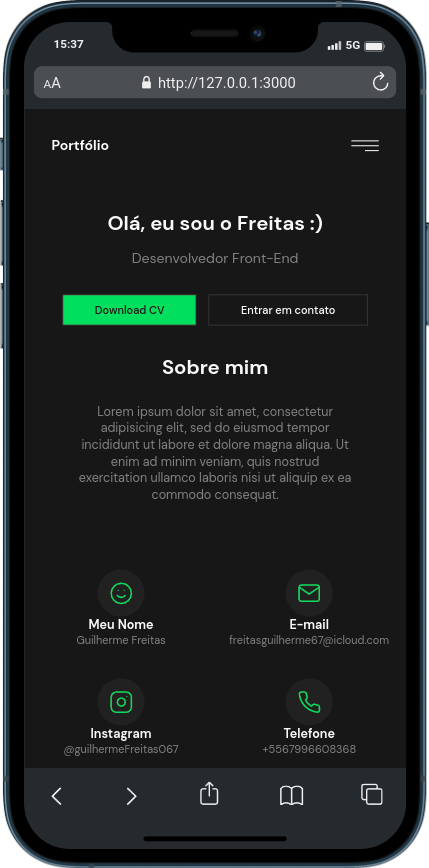 15:37
5G
AA
http://127.0.0.1:3000
Portfólio
Olá, eu sou o Freitas :)
Desenvolvedor Front-End
Download CV
Entrar em contato
Sobre mim
Lorem ipsum dolor sit amet, consectetur
adipisicing elit, sed do eiusmod tempor
incididunt ut labore et dolore magna aliqua. Ut
enim ad minim veniam, quis nostrud
exercitation ullamco laboris nisi ut aliquip ex ea
commodo consequat.
Meu Nome
Guilherme Freitas
E-mail
freitasguilherme67@icloud.com
Instagram
@guilhermeFreitas067
Telefone
+5567996608368